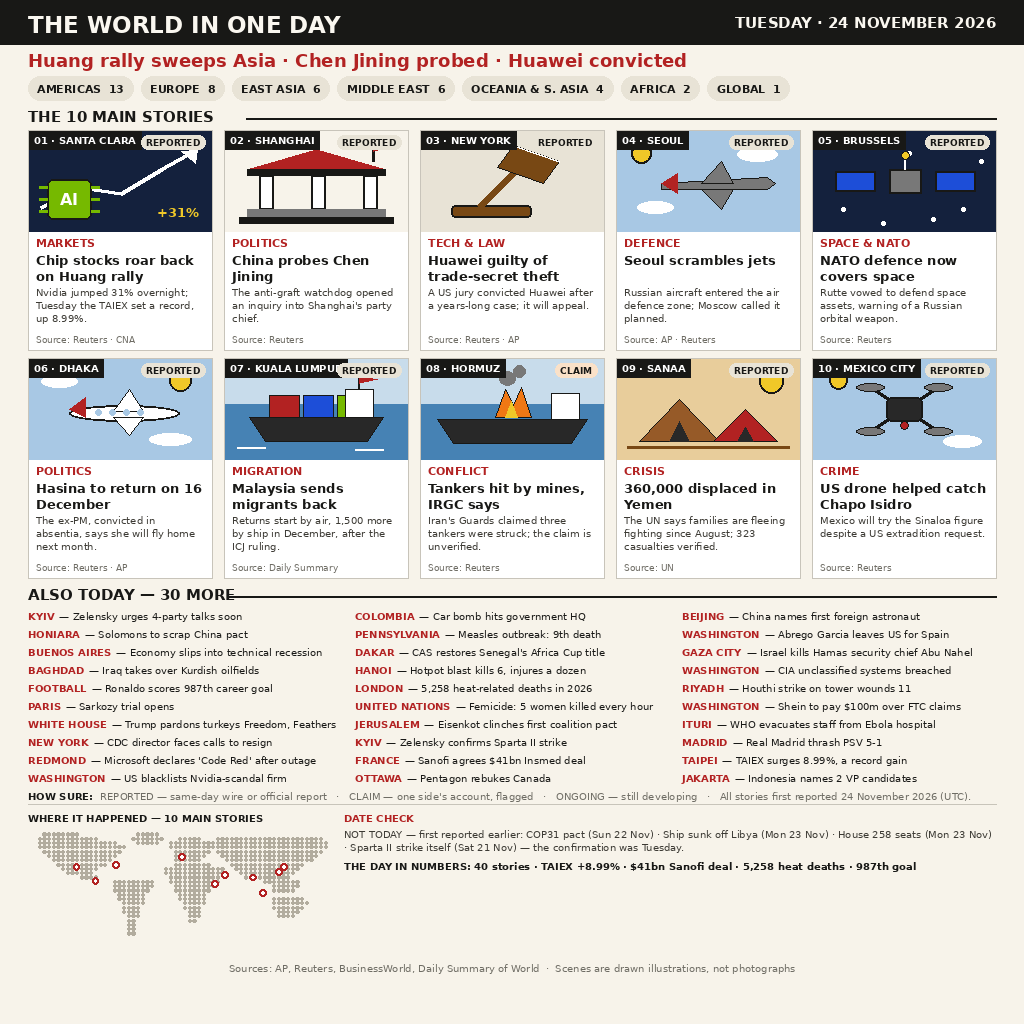 THE WORLD IN ONE DAY
TUESDAY · 24 NOVEMBER 2026
Huang rally sweeps Asia · Chen Jining probed · Huawei convicted
AMERICAS 13
EUROPE 8
EAST ASIA 6
MIDDLE EAST 6
OCEANIA & S. ASIA 4
AFRICA 2
GLOBAL 1
THE 10 MAIN STORIES
01 · SANTA CLARA
REPORTED
AI
+31%
MARKETS
Chip stocks roar back
on Huang rally
Nvidia jumped 31% overnight;
Tuesday the TAIEX set a record,
up 8.99%.
Source: Reuters · CNA
02 · SHANGHAI
REPORTED
POLITICS
China probes Chen
Jining
The anti-graft watchdog opened
an inquiry into Shanghai's party
chief.
Source: Reuters
03 · NEW YORK
REPORTED
TECH & LAW
Huawei guilty of
trade-secret theft
A US jury convicted Huawei after
a years-long case; it will appeal.
Source: Reuters · AP
04 · SEOUL
REPORTED
DEFENCE
Seoul scrambles jets
Russian aircraft entered the air
defence zone; Moscow called it
planned.
Source: AP · Reuters
05 · BRUSSELS
REPORTED
SPACE & NATO
NATO defence now
covers space
Rutte vowed to defend space
assets, warning of a Russian
orbital weapon.
Source: Reuters
06 · DHAKA
REPORTED
POLITICS
Hasina to return on 16
December
The ex-PM, convicted in
absentia, says she will fly home
next month.
Source: Reuters · AP
07 · KUALA LUMPUR
REPORTED
MIGRATION
Malaysia sends
migrants back
Returns start by air, 1,500 more
by ship in December, after the
ICJ ruling.
Source: Daily Summary
08 · HORMUZ
CLAIM
CONFLICT
Tankers hit by mines,
IRGC says
Iran's Guards claimed three
tankers were struck; the claim is
unverified.
Source: Reuters
09 · SANAA
REPORTED
CRISIS
360,000 displaced in
Yemen
The UN says families are fleeing
fighting since August; 323
casualties verified.
Source: UN
10 · MEXICO CITY
REPORTED
CRIME
US drone helped catch
Chapo Isidro
Mexico will try the Sinaloa figure
despite a US extradition request.
Source: Reuters
ALSO TODAY — 30 MORE
KYIV — Zelensky urges 4-party talks soon
HONIARA — Solomons to scrap China pact
BUENOS AIRES — Economy slips into technical recession
BAGHDAD — Iraq takes over Kurdish oilfields
FOOTBALL — Ronaldo scores 987th career goal
PARIS — Sarkozy trial opens
WHITE HOUSE — Trump pardons turkeys Freedom, Feathers
NEW YORK — CDC director faces calls to resign
REDMOND — Microsoft declares 'Code Red' after outage
WASHINGTON — US blacklists Nvidia-scandal firm
COLOMBIA — Car bomb hits government HQ
PENNSYLVANIA — Measles outbreak: 9th death
DAKAR — CAS restores Senegal's Africa Cup title
HANOI — Hotpot blast kills 6, injures a dozen
LONDON — 5,258 heat-related deaths in 2026
UNITED NATIONS — Femicide: 5 women killed every hour
JERUSALEM — Eisenkot clinches first coalition pact
KYIV — Zelensky confirms Sparta II strike
FRANCE — Sanofi agrees $41bn Insmed deal
OTTAWA — Pentagon rebukes Canada
BEIJING — China names first foreign astronaut
WASHINGTON — Abrego Garcia leaves US for Spain
GAZA CITY — Israel kills Hamas security chief Abu Nahel
WASHINGTON — CIA unclassified systems breached
RIYADH — Houthi strike on tower wounds 11
WASHINGTON — Shein to pay $100m over FTC claims
ITURI — WHO evacuates staff from Ebola hospital
MADRID — Real Madrid thrash PSV 5-1
TAIPEI — TAIEX surges 8.99%, a record gain
JAKARTA — Indonesia names 2 VP candidates
HOW SURE: REPORTED — same-day wire or official report · CLAIM — one side's account, flagged · ONGOING — still developing · All stories first reported 24 November 2026 (UTC).
WHERE IT HAPPENED — 10 MAIN STORIES
DATE CHECK
NOT TODAY — first reported earlier: COP31 pact (Sun 22 Nov) · Ship sunk off Libya (Mon 23 Nov) · House 258 seats (Mon 23 Nov)
· Sparta II strike itself (Sat 21 Nov) — the confirmation was Tuesday.
THE DAY IN NUMBERS: 40 stories · TAIEX +8.99% · $41bn Sanofi deal · 5,258 heat deaths · 987th goal
Sources: AP, Reuters, BusinessWorld, Daily Summary of World · Scenes are drawn illustrations, not photographs